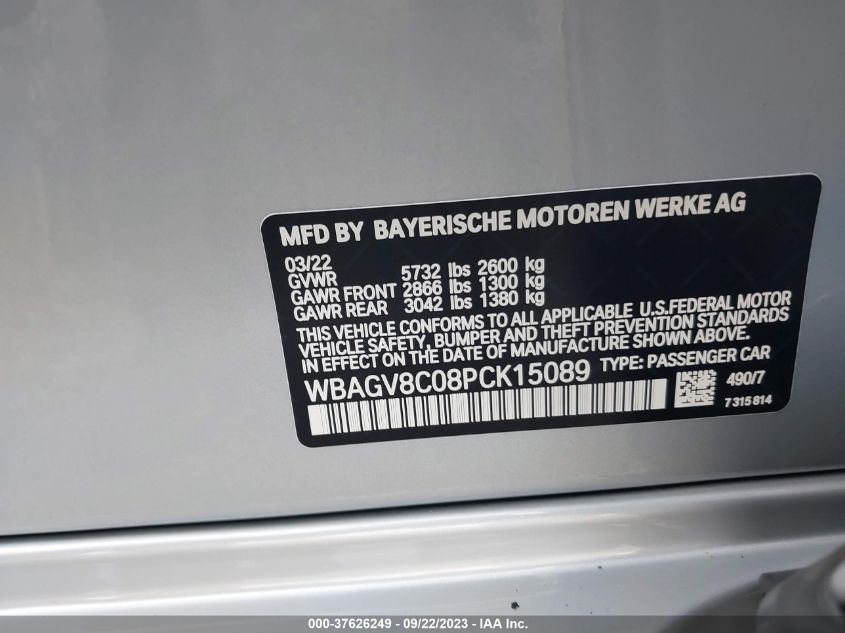 MFD BY BAYERISCHE MOTOREN WERKE AG
03/22
GVWR 5732 lbs 2600 kg
GAWR FRONT 2866 lbs 1300 kg
GAWR REAR 3042 lbs 1380 kg
THIS VEHICLE CONFORMS TO ALL APPLICABLE U.S.FEDERAL MOTOR
VEHICLE SAFETY, BUMPER AND THEFT PREVENTION STANDARDS
IN EFFECT ON THE DATE OF MANUFACTURE SHOWN ABOVE.
WBAGV8C08PCK15089 TYPE: PASSENGER CAR
490/7
7 315 814
000-37626249 - 09/22/2023 - © IAA, Inc.